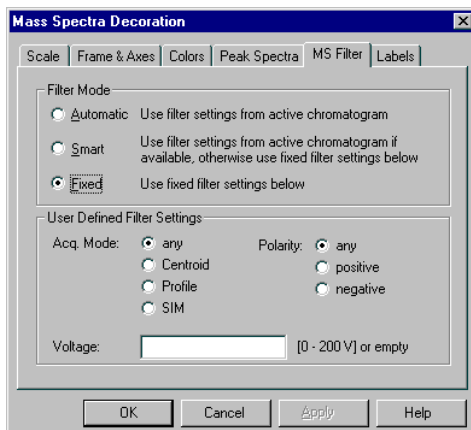 Mass Spectra Decoration
Scale Frame & Axes Colors Peak Spectra MS Filter Labels
Filter Mode
Automatic Use filter settings from active chromatogram
Smart Use filter settings from active chromatogram if
available, otherwise use fixed filter settings below
Fixed Use fixed filter settings below
User Defined Filter Settings
Acq. Mode: any Polarity: any
Centroid positive
Profile negative
SIM
Voltage: [0 - 200 V] or empty
OK Cancel Apply Help